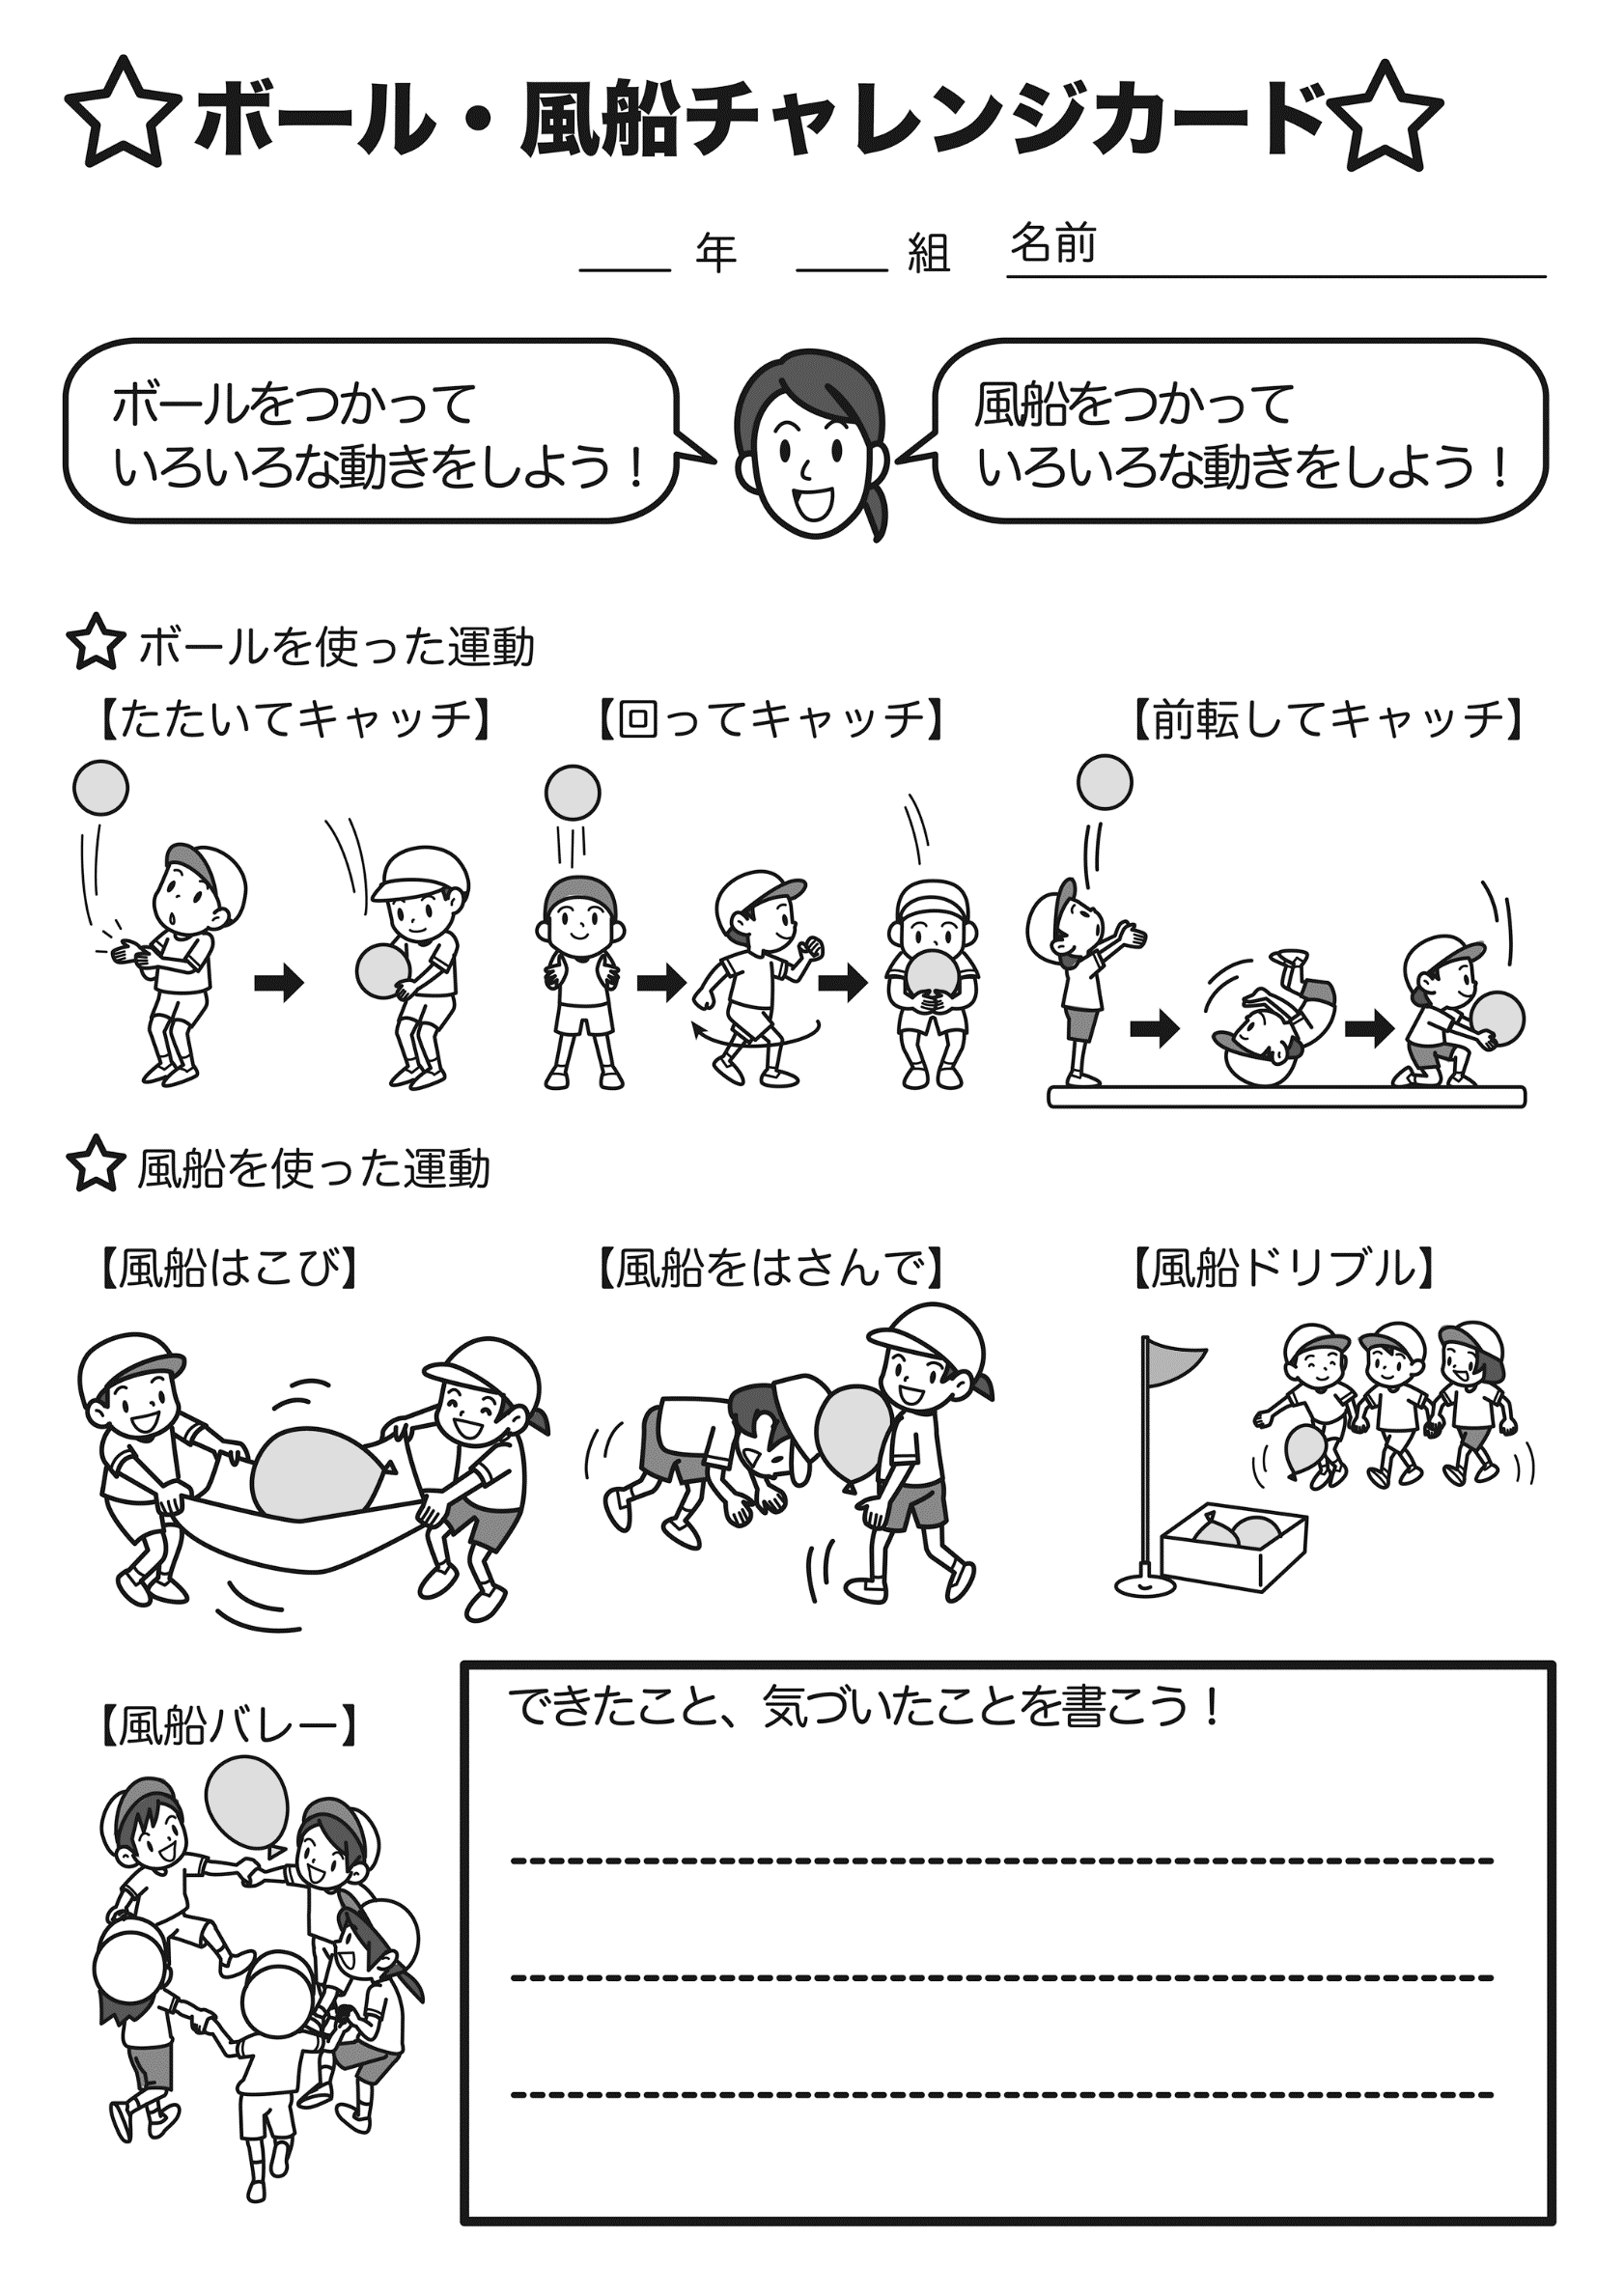 ☆ボール・風船チャレンジカード☆
年 組 名前
ボールをつかって
いろいろな動きをしよう！
風船をつかって
いろいろな動きをしよう！
☆ボールを使った運動
【たたいてキャッチ】 【回ってキャッチ】 【前転してキャッチ】
☆風船を使った運動
【風船はこび】 【風船をはさんで】 【風船ドリブル】
【風船バレー】
できたこと、気づいたことを書こう！